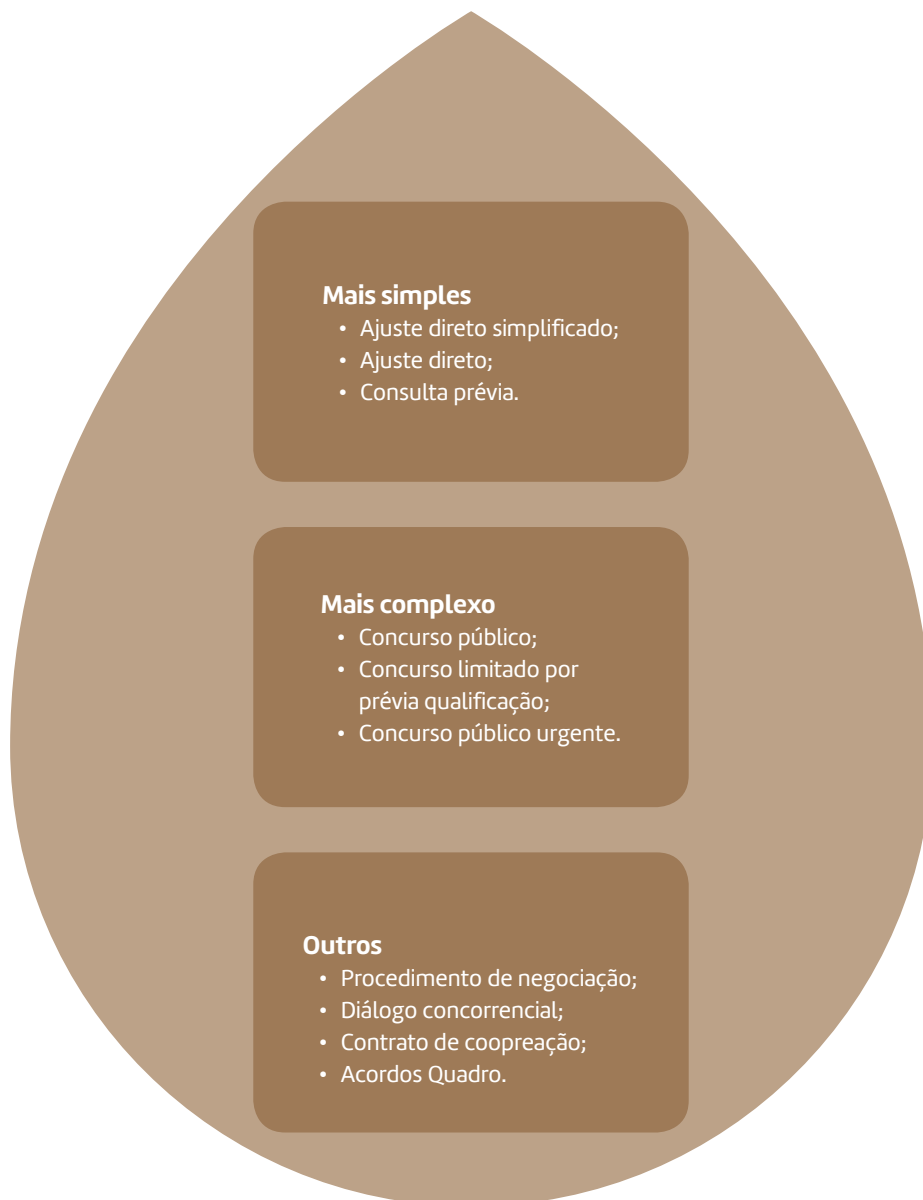 Mais simples
• Ajuste direto simplificado;
• Ajuste direto;
• Consulta prévia.
Mais complexo
• Concurso público;
• Concurso limitado por
prévia qualificação;
• Concurso público urgente.
Outros
• Procedimento de negociação;
• Diálogo concorrencial;
• Contrato de coopreação;
• Acordos Quadro.